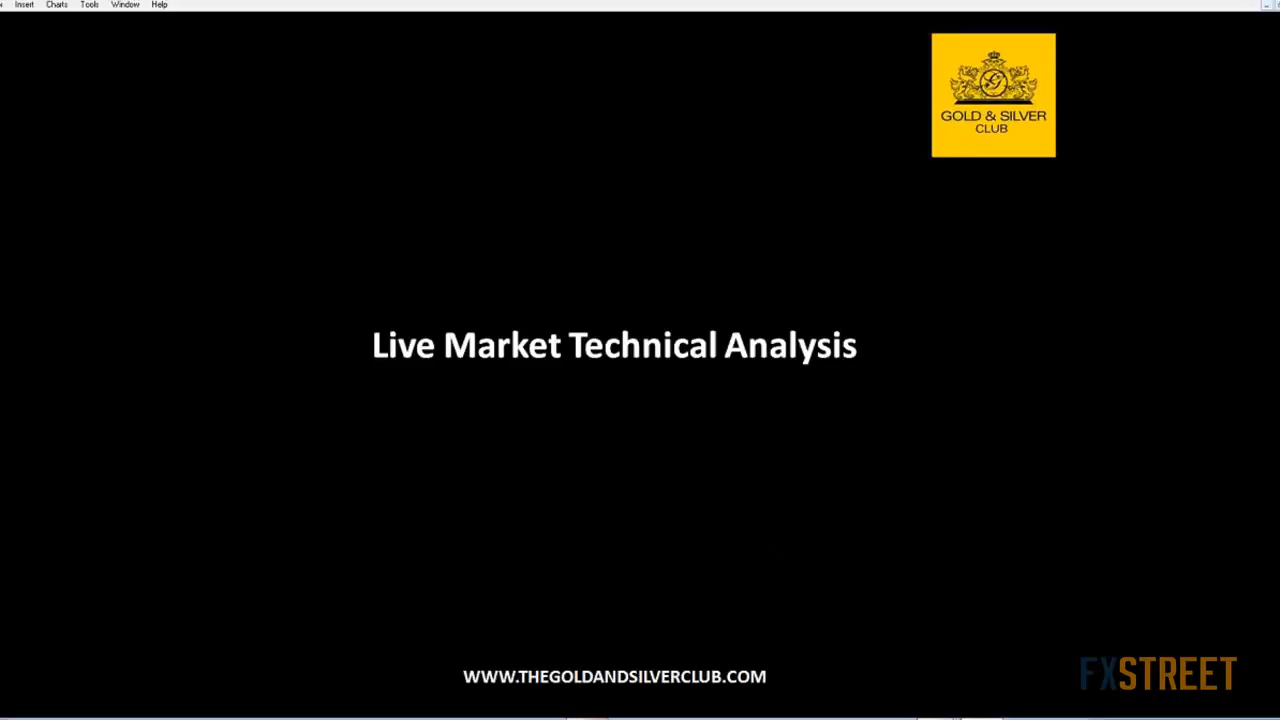 Insert Charts Tools Window Help
GOLD & SILVER
CLUB
Live Market Technical Analysis
WWW.THEGOLDANDSILVERCLUB.COM
FXSTREET